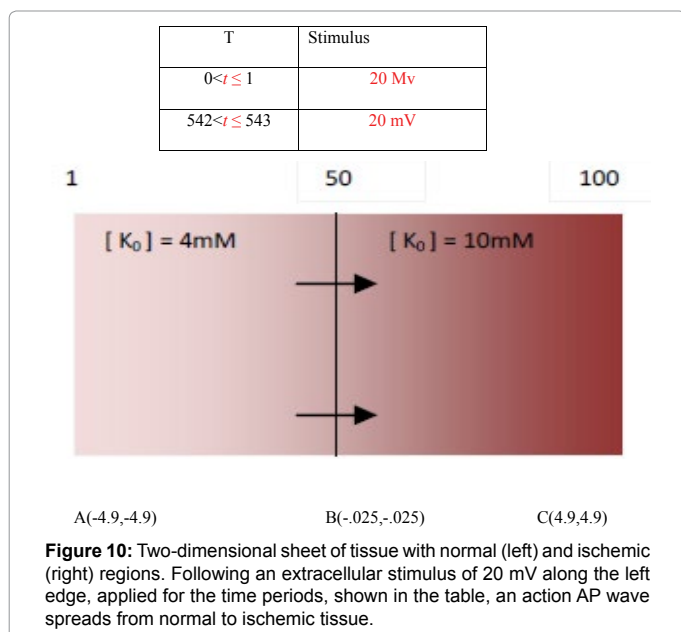 T Stimulus
0<t ≤ 1 20 Mv
542<t ≤ 543 20 mV
1 50 100
[ K₀ ] = 4mM [ K₀ ] = 10mM
A(-4.9,-4.9) B(-.025,-.025) C(4.9,4.9)
Figure 10: Two-dimensional sheet of tissue with normal (left) and ischemic
(right) regions. Following an extracellular stimulus of 20 mV along the left
edge, applied for the time periods, shown in the table, an action AP wave
spreads from normal to ischemic tissue.